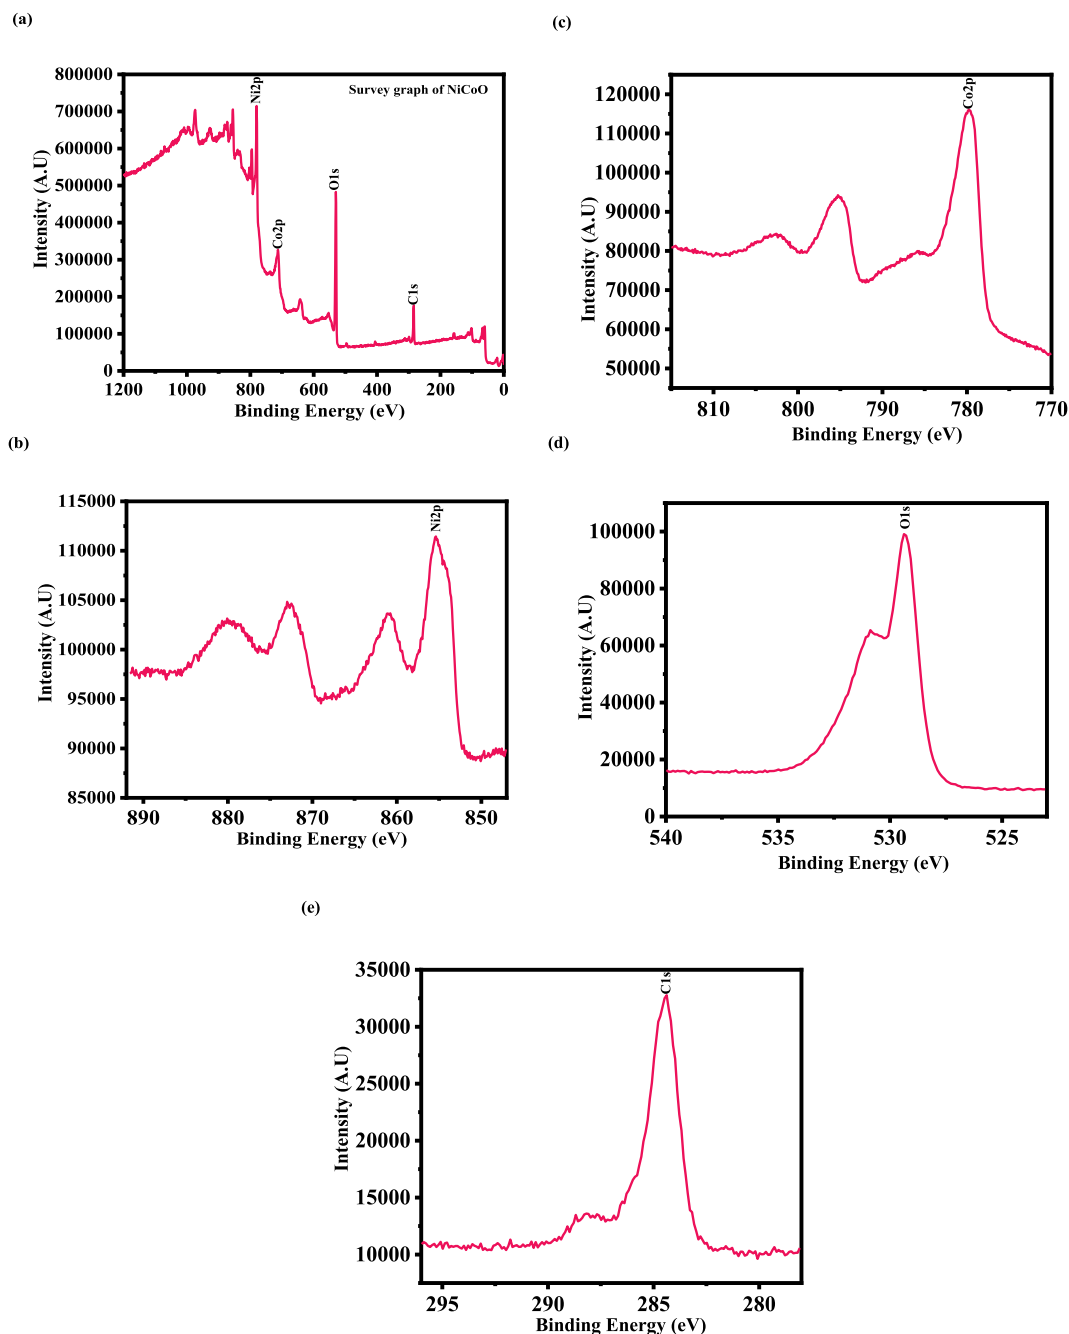 (a)
800000
700000
600000
500000
400000
300000
200000
100000
0
Intensity (A.U)
Survey graph of NiCoO
Ni2p
Co2p
O1s
C1s
1200 1000 800 600 400 200 0
Binding Energy (eV)
(c)
120000
110000
100000
90000
80000
70000
60000
50000
Intensity (A.U)
Co2p
810 800 790 780 770
Binding Energy (eV)
(b)
115000
110000
105000
100000
95000
90000
85000
Intensity (A.U)
Ni2p
890 880 870 860 850
Binding Energy (eV)
(d)
100000
80000
60000
40000
20000
0
Intensity (A.U)
O1s
540 535 530 525
Binding Energy (eV)
(e)
35000
30000
25000
20000
15000
10000
Intensity (A.U)
C1s
295 290 285 280
Binding Energy (eV)